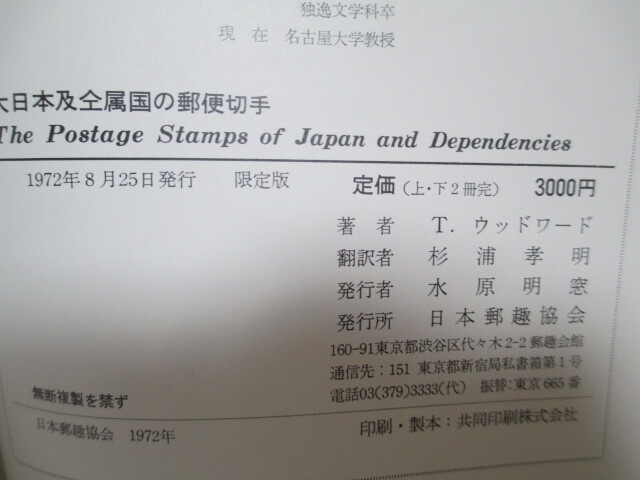 独逸文学科卒
現在 名古屋大学教授
大日本及仝属国の郵便切手
The Postage Stamps of Japan and Dependencies
1972年8月25日発行 限定版 定価(上・下2冊完) 3000円
著者 T. ウッドワード
翻訳者 杉浦孝明
発行者 水原明窓
発行所 日本郵趣協会
160-91東京都渋谷区代々木2-2郵趣会館
通信先:151 東京都新宿局私書箱第1号
電話03(379)3333(代) 振替:東京665番
無断複製を禁ず
日本郵趣協会 1972年
印刷・製本:共同印刷株式会社